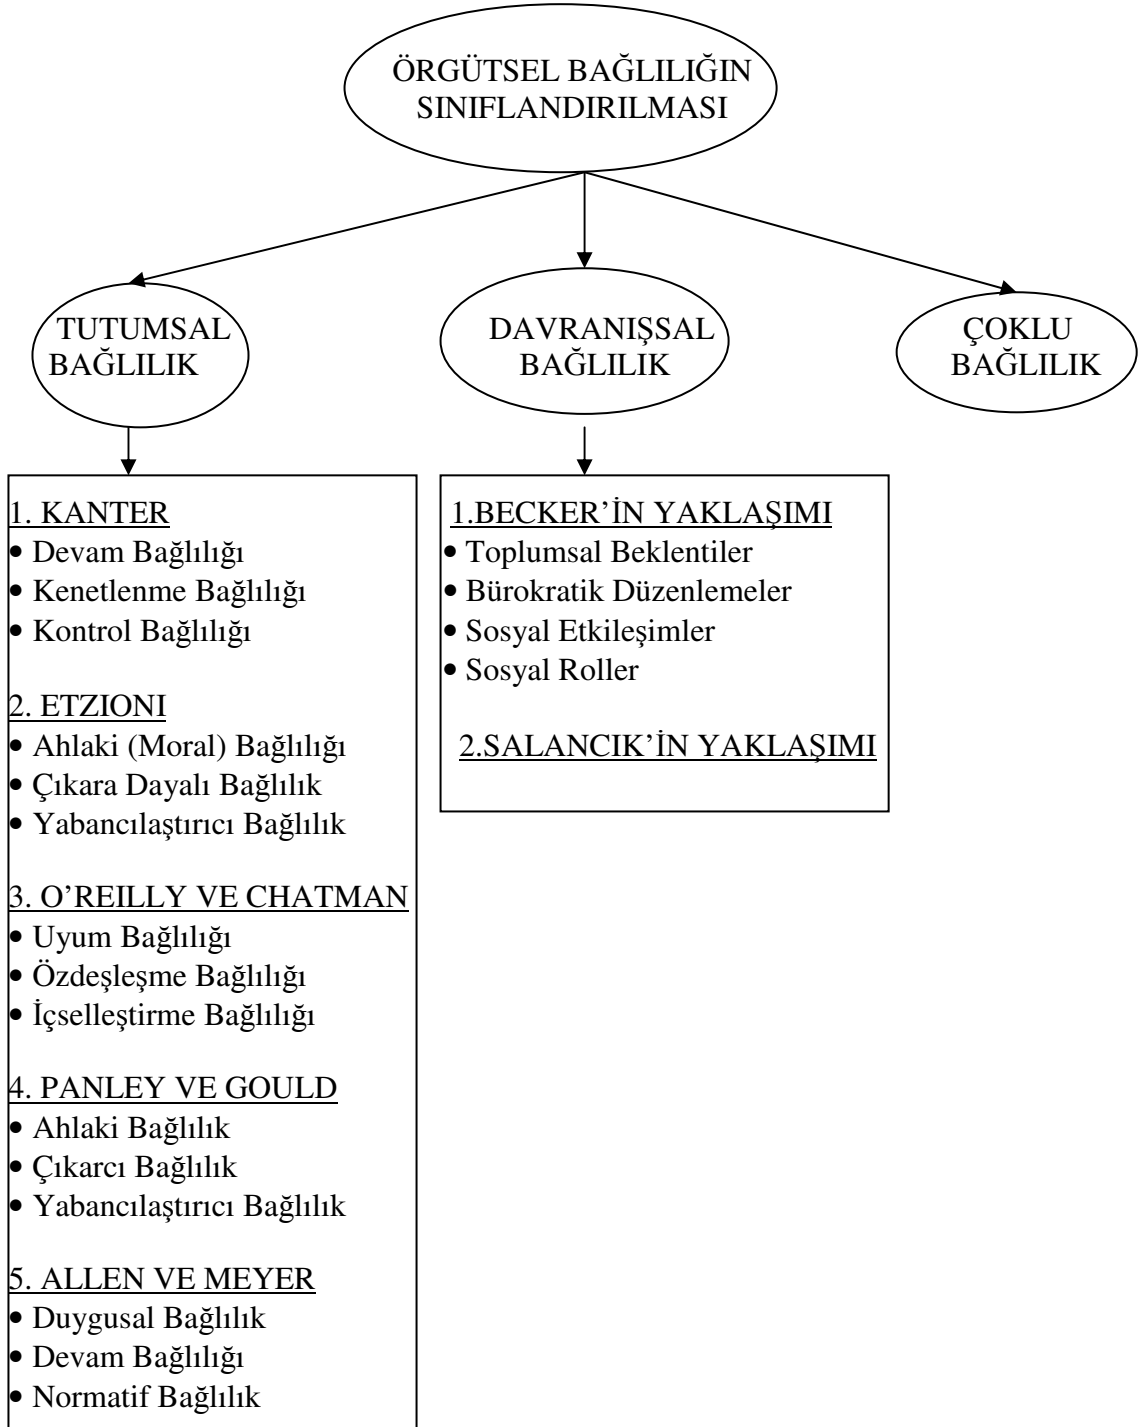 ÖRGÜTSEL BAĞLILIĞIN
SINIFLANDIRILMASI
TUTUMSAL
BAĞLILIK
DAVRANIŞSAL
BAĞLILIK
ÇOKLU
BAĞLILIK
1. KANTER
• Devam Bağlılığı
• Kenetlenme Bağlılığı
• Kontrol Bağlılığı
2. ETZIONI
• Ahlaki (Moral) Bağlılığı
• Çıkara Dayalı Bağlılık
• Yabancılaştırıcı Bağlılık
3. O’REILLY VE CHATMAN
• Uyum Bağlılığı
• Özdeşleşme Bağlılığı
• İçselleştirme Bağlılığı
4. PANLEY VE GOULD
• Ahlaki Bağlılık
• Çıkarcı Bağlılık
• Yabancılaştırıcı Bağlılık
5. ALLEN VE MEYER
• Duygusal Bağlılık
• Devam Bağlılığı
• Normatif Bağlılık
1.BECKER’İN YAKLAŞIMI
• Toplumsal Beklentiler
• Bürokratik Düzenlemeler
• Sosyal Etkileşimler
• Sosyal Roller
2.SALANCIK’İN YAKLAŞIMI